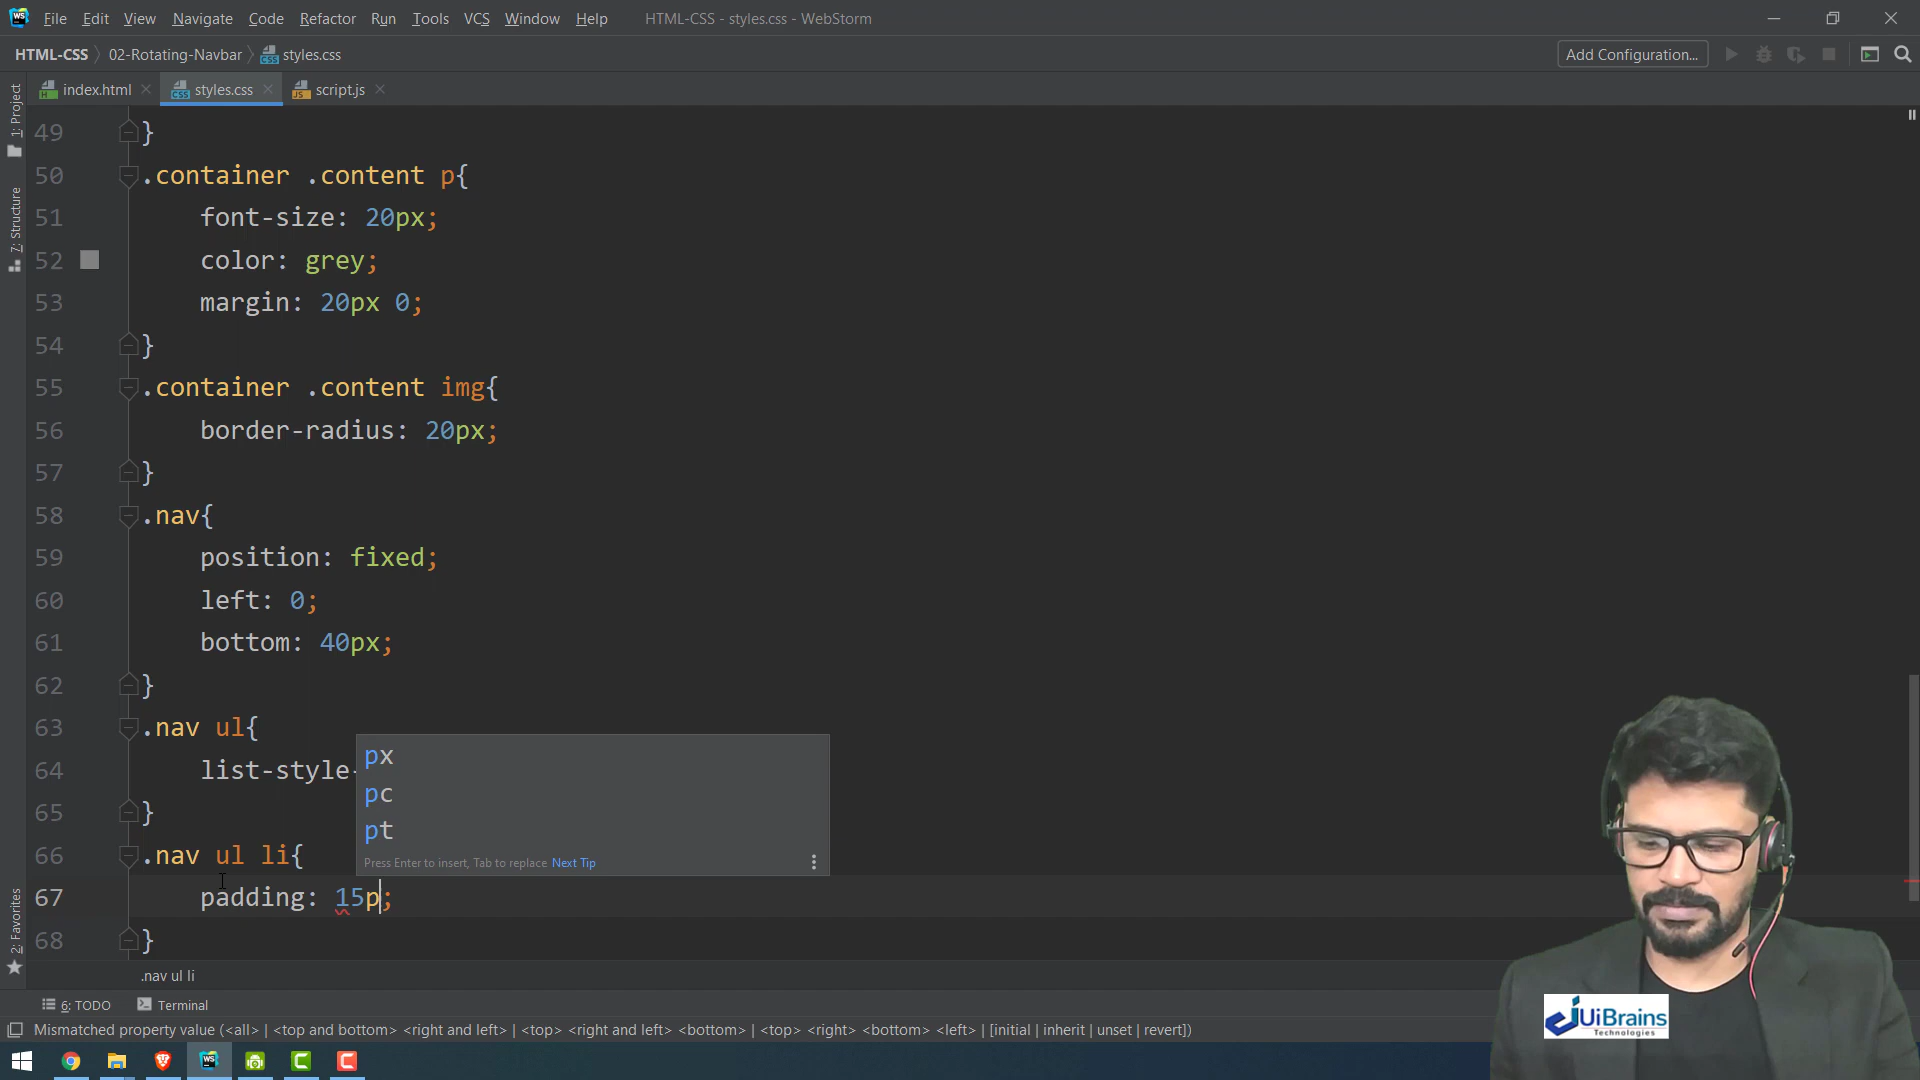 File Edit View Navigate Code Refactor Run Tools VCS Window Help HTML-CSS - styles.css - WebStorm
HTML-CSS 02-Rotating-Navbar styles.css Add Configuration...
index.html styles.css script.js
1: Project
7: Structure
2: Favorites
49 }
50 .container .content p{
51 font-size: 20px;
52 color: grey;
53 margin: 20px 0;
54 }
55 .container .content img{
56 border-radius: 20px;
57 }
58 .nav{
59 position: fixed;
60 left: 0;
61 bottom: 40px;
62 }
63 .nav ul{
64 list-style-
65 }
66 .nav ul li{
67 padding: 15p;
68 }
px
pc
pt
Press Enter to insert, Tab to replace Next Tip
.nav ul li
6: TODO Terminal
Mismatched property value (<all> | <top and bottom> <right and left> | <top> <right and left> <bottom> | <top> <right> <bottom> <left> | [initial | inherit | unset | revert])
UiBrains
Technologies